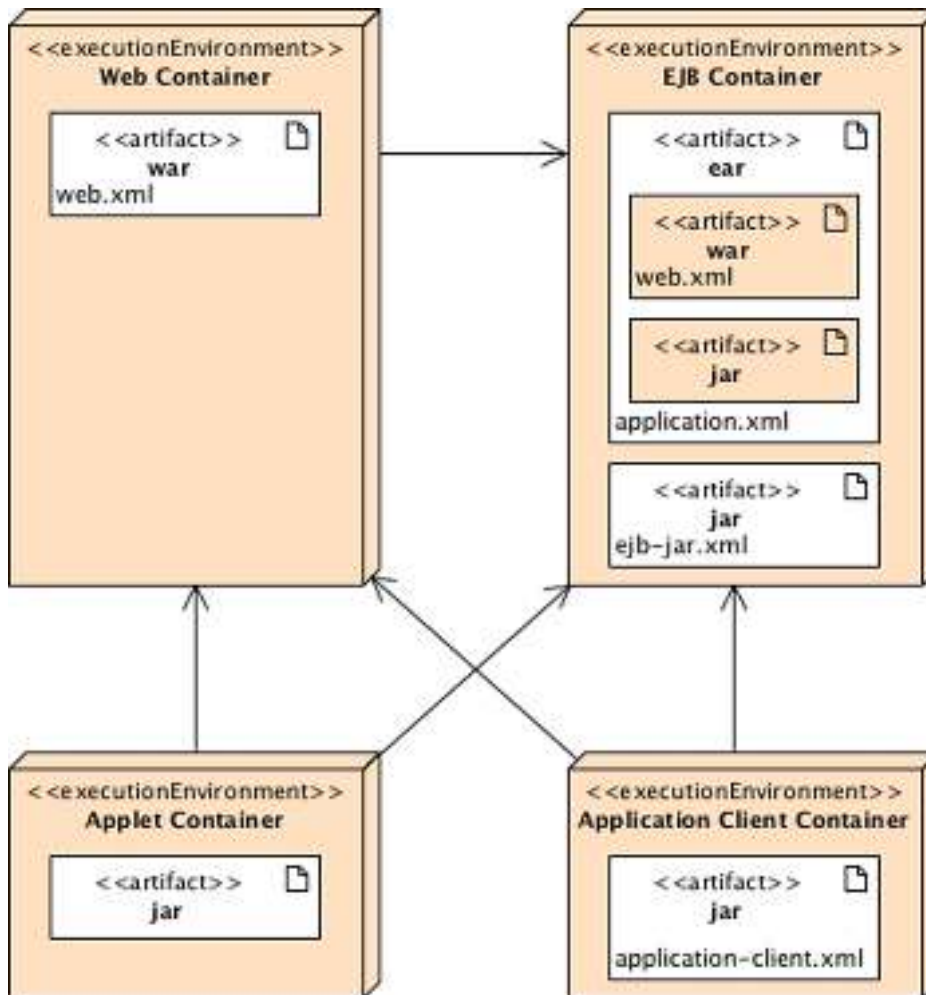 <<executionEnvironment>>
Web Container
<<artifact>>
war
web.xml
<<executionEnvironment>>
EJB Container
<<artifact>>
ear
<<artifact>>
war
web.xml
<<artifact>>
jar
application.xml
<<artifact>>
jar
ejb-jar.xml
<<executionEnvironment>>
Applet Container
<<artifact>>
jar
<<executionEnvironment>>
Application Client Container
<<artifact>>
jar
application-client.xml